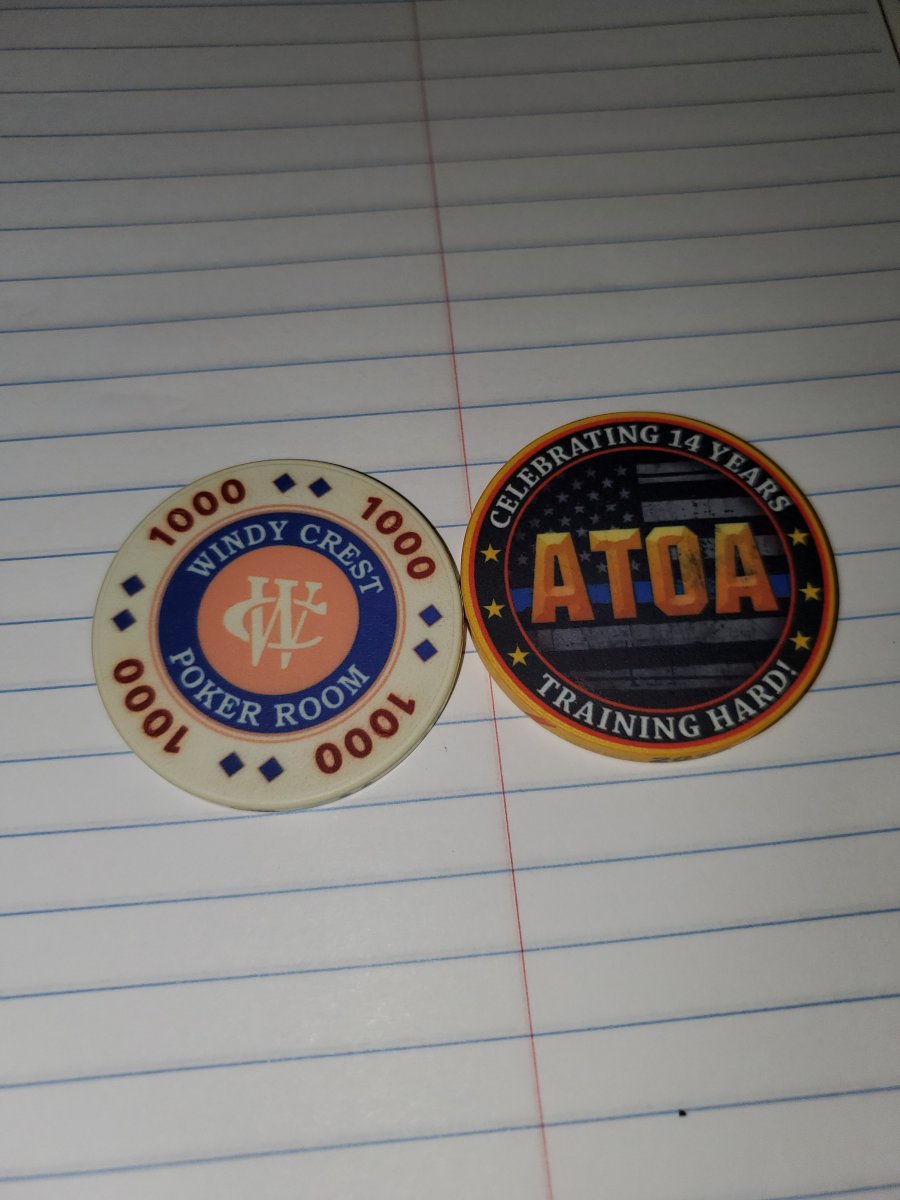 1000
1000
WINDY CREST
WC
POKER ROOM
1000
1000
CELEBRATING 14 YEARS
ATOA
TRAINING HARD!